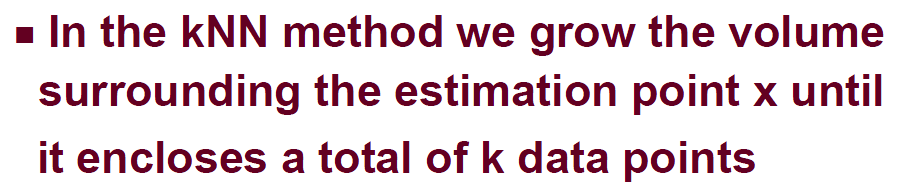 ▪ In the kNN method we grow the volume
surrounding the estimation point x until
it encloses a total of k data points